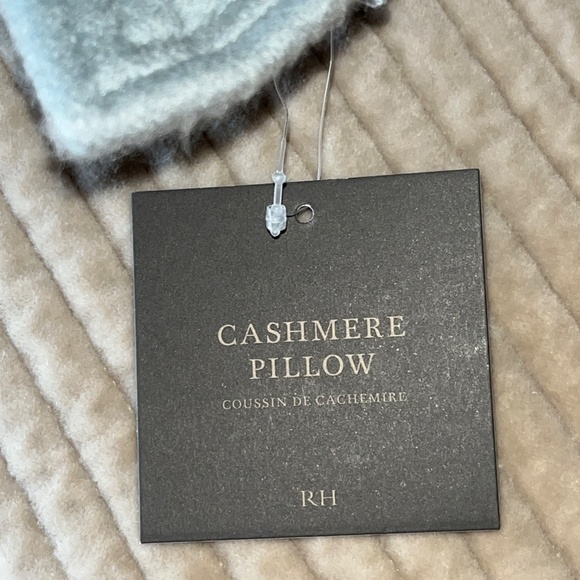 CASHMERE
PILLOW
COUSSIN DE CACHEMIRE
RH